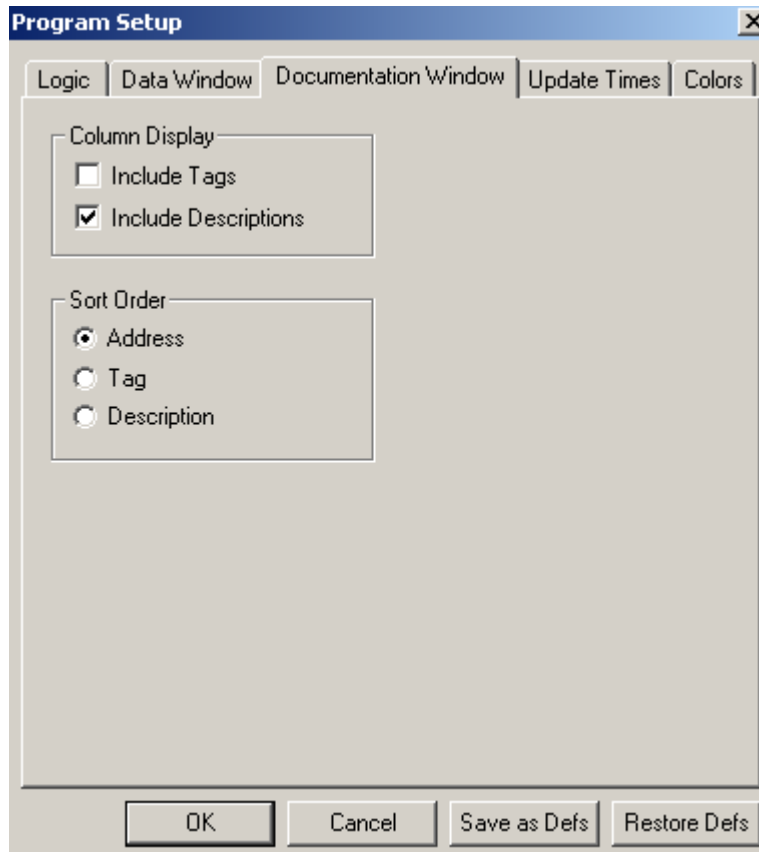 Program Setup
Logic Data Window Documentation Window Update Times Colors
Column Display
Include Tags
Include Descriptions
Sort Order
Address
Tag
Description
OK Cancel Save as Defs Restore Defs